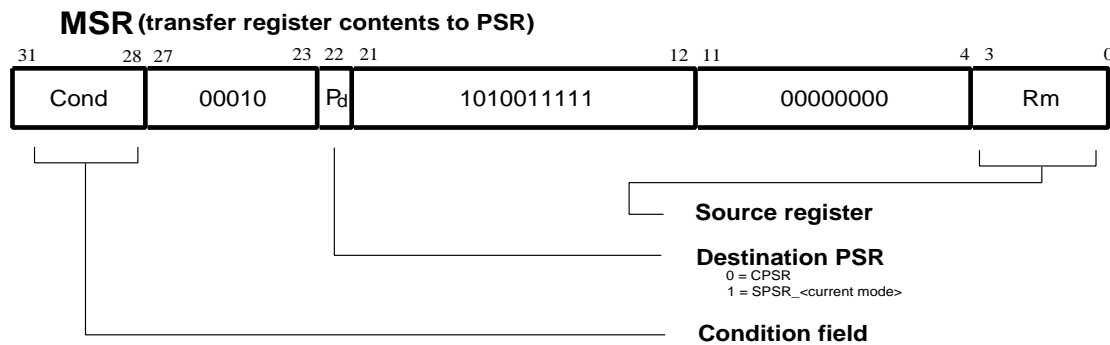 MSR (transfer register contents to PSR)
31 28 27 23 22 21 12 11 4 3 0
Cond 00010 Pd 1010011111 00000000 Rm
Source register
Destination PSR
0 = CPSR
1 = SPSR_<current mode>
Condition field